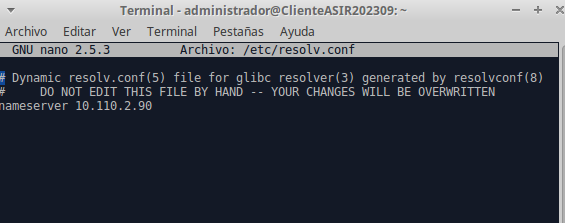 Terminal - administrador@ClienteASIR202309: ~
Archivo Editar Ver Terminal Pestañas Ayuda
GNU nano 2.5.3 Archivo: /etc/resolv.conf
# Dynamic resolv.conf(5) file for glibc resolver(3) generated by resolvconf(8)
#     DO NOT EDIT THIS FILE BY HAND -- YOUR CHANGES WILL BE OVERWRITTEN
nameserver 10.110.2.90